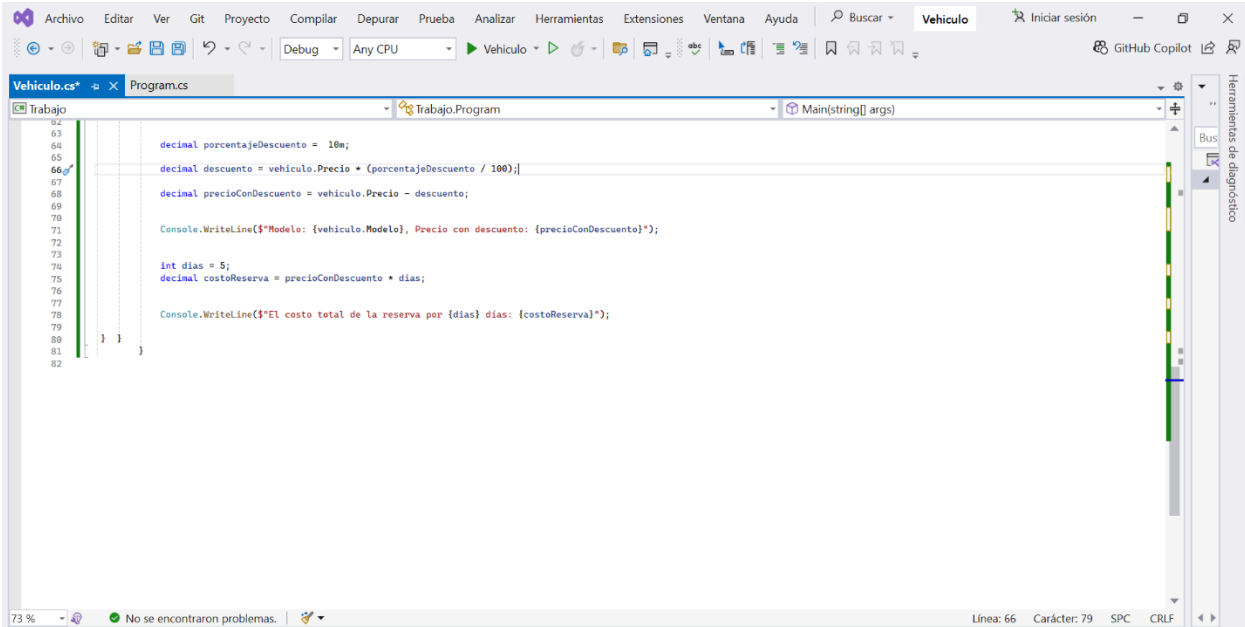 Archivo Editar Ver Git Proyecto Compilar Depurar Prueba Analizar Herramientas Extensiones Ventana Ayuda Buscar Vehiculo Iniciar sesión
Debug Any CPU Vehiculo abc GitHub Copilot
Vehiculo.cs* Program.cs
C# Trabajo Trabajo.Program Main(string[] args)
62
63
64 decimal porcentajeDescuento = 10m;
65
66 decimal descuento = vehiculo.Precio * (porcentajeDescuento / 100);
67
68 decimal precioConDescuento = vehiculo.Precio - descuento;
69
70
71 Console.WriteLine($"Modelo: {vehiculo.Modelo}, Precio con descuento: {precioConDescuento}");
72
73
74 int dias = 5;
75 decimal costoReserva = precioConDescuento * dias;
76
77
78 Console.WriteLine($"El costo total de la reserva por {dias} días: {costoReserva}");
79
80 } }
81 }
82
Bus
Herramientas de diagnóstico
73 % No se encontraron problemas. Línea: 66 Carácter: 79 SPC CRLF